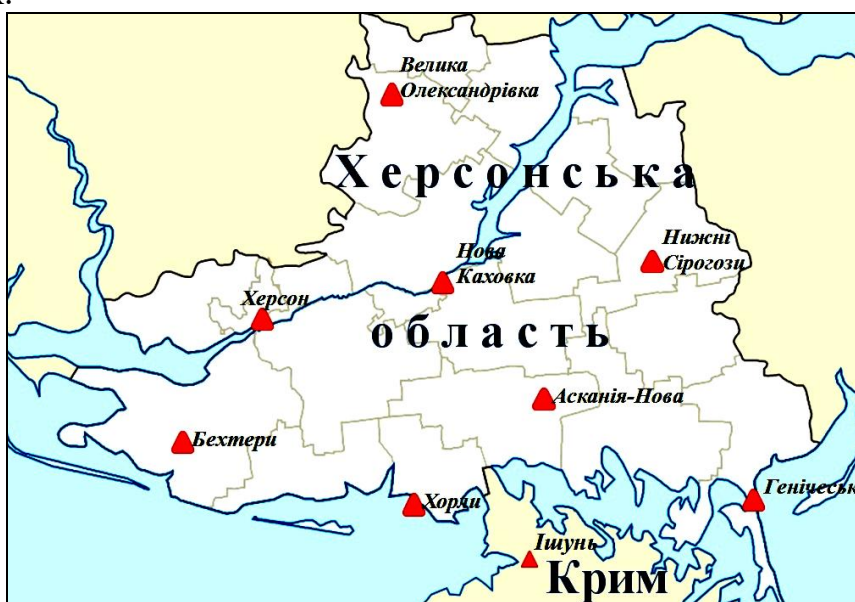 Велика
Олександрівка
Херсонська
Нижні
Сірогози
Нова
Каховка
Херсон
область
Асканія-Нова
Бехтери
Генічеськ
Хорли
Ішунь
Крим